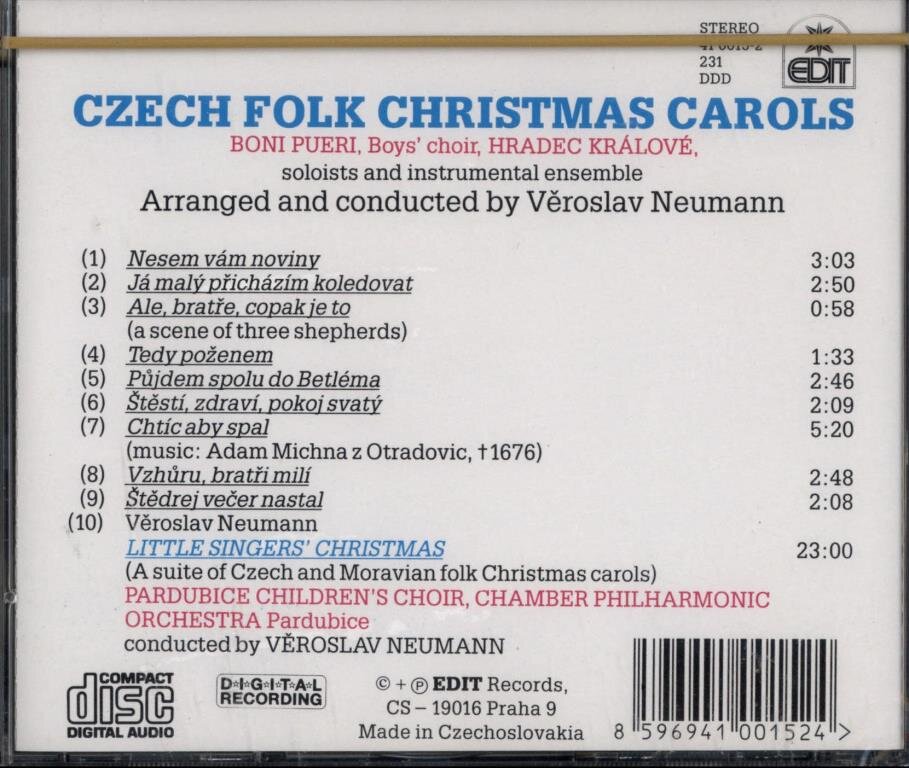 STEREO
231
DDD
EDIT
CZECH FOLK CHRISTMAS CAROLS
BONI PUERI, Boys' choir, HRADEC KRÁLOVÉ,
soloists and instrumental ensemble
Arranged and conducted by Věroslav Neumann
(1) Nesem vám noviny 3:03
(2) Já malý přicházím koledovat 2:50
(3) Ale, bratře, copak je to 0:58
(a scene of three shepherds)
(4) Tedy poženem 1:33
(5) Půjdem spolu do Betléma 2:46
(6) Štěstí, zdraví, pokoj svatý 2:09
(7) Chtíc aby spal 5:20
(music: Adam Michna z Otradovic, †1676)
(8) Vzhůru, bratři milí 2:48
(9) Štědrej večer nastal 2:08
(10) Věroslav Neumann
LITTLE SINGERS' CHRISTMAS 23:00
(A suite of Czech and Moravian folk Christmas carols)
PARDUBICE CHILDREN'S CHOIR, CHAMBER PHILHARMONIC
ORCHESTRA Pardubice
conducted by VĚROSLAV NEUMANN
COMPACT
disc
DIGITAL AUDIO
D·I·G·I·T·A·L
RECORDING
© + ℗ EDIT Records,
CS – 19016 Praha 9
Made in Czechoslovakia
8 596941 001524 >